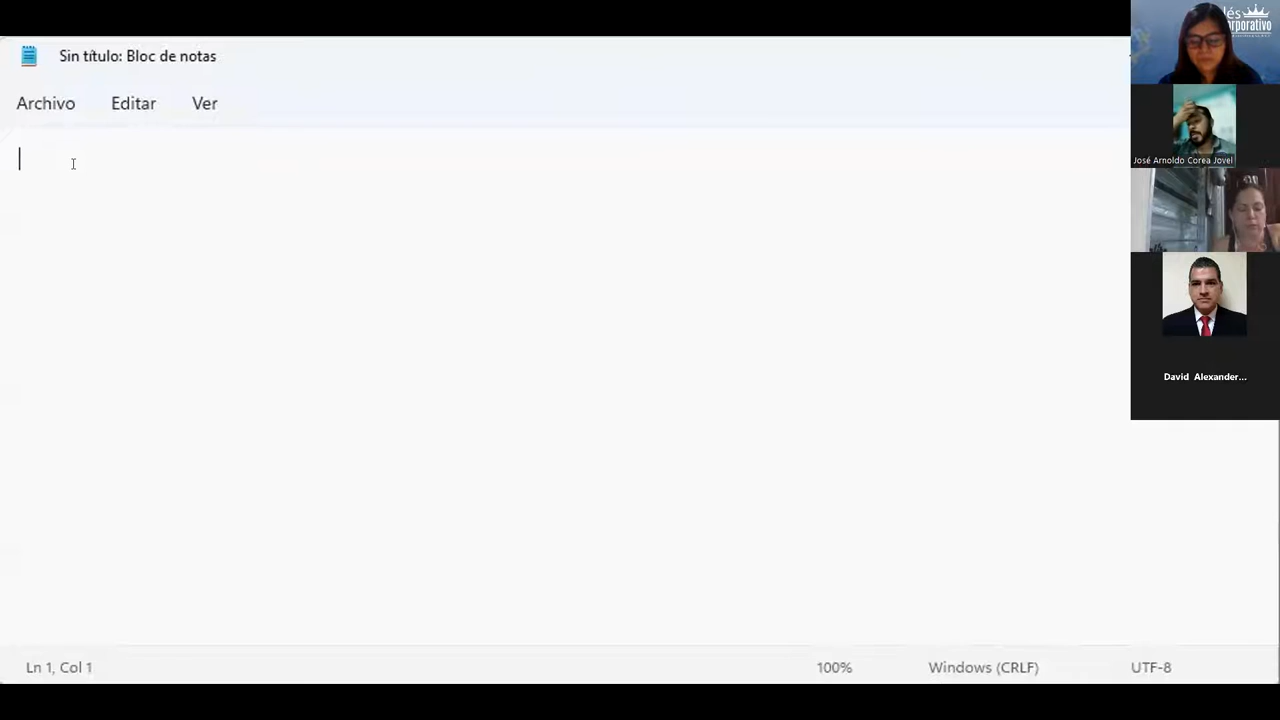 Sin título: Bloc de notas
Archivo Editar Ver
Ln 1, Col 1 100% Windows (CRLF) UTF-8
José Arnoldo Corea Jovel
David Alexander...